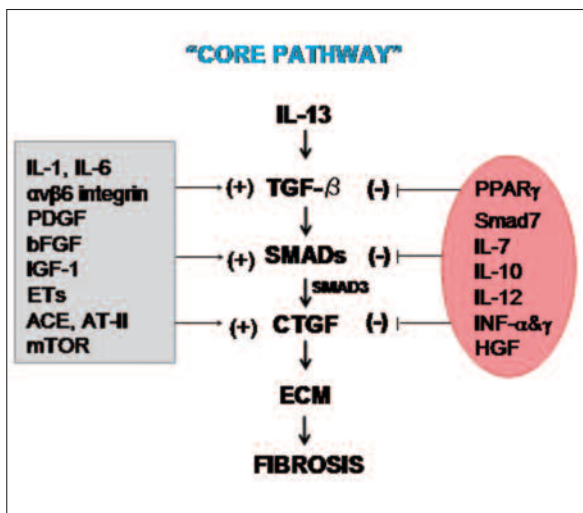 "CORE PATHWAY"
IL-13
IL-1, IL-6
αvβ6 integrin
PDGF
bFGF
IGF-1
ETs
ACE, AT-II
mTOR
(+) TGF-β (-)
(+) SMADs (-)
SMAD3
(+) CTGF (-)
ECM
FIBROSIS
PPARγ
Smad7
IL-7
IL-10
IL-12
INF-α&γ
HGF